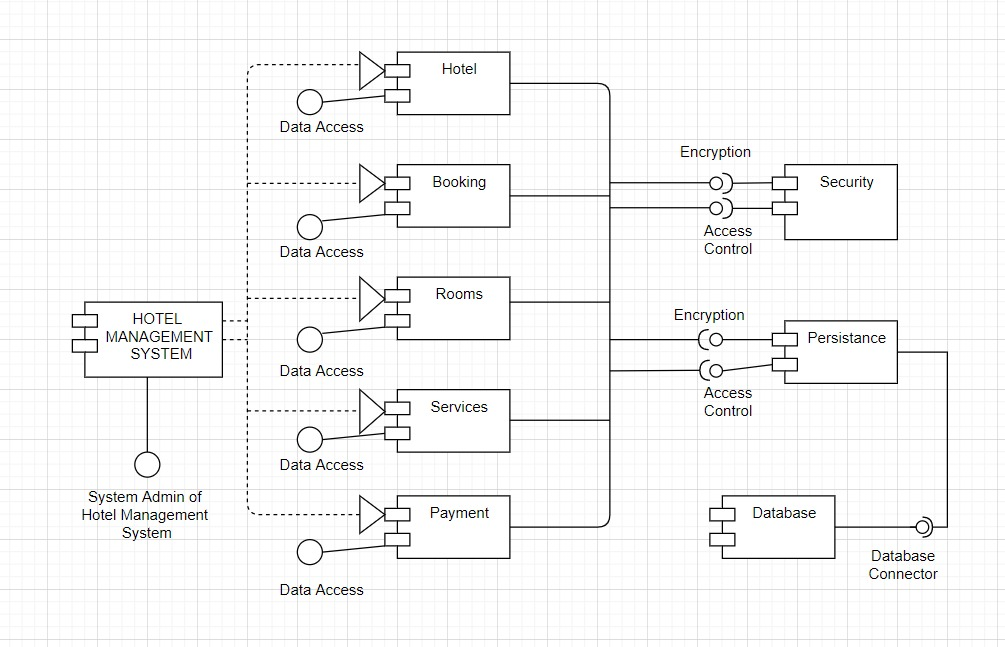 Hotel
Data Access
Encryption
Booking
Security
Data Access
Access
Control
Rooms
Encryption
HOTEL
MANAGEMENT
SYSTEM
Persistance
Data Access
Access
Control
Services
Data Access
System Admin of
Hotel Management
System
Payment
Database
Data Access
Database
Connector